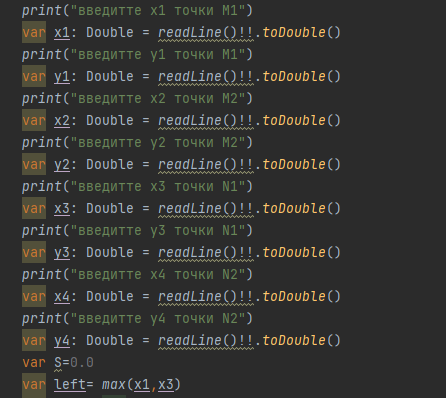 print("введитте x1 точки M1")
var x1: Double = readLine()!!.toDouble()
print("введитте y1 точки M1")
var y1: Double = readLine()!!.toDouble()
print("введитте x2 точки M2")
var x2: Double = readLine()!!.toDouble()
print("введитте y2 точки M2")
var y2: Double = readLine()!!.toDouble()
print("введитте x3 точки N1")
var x3: Double = readLine()!!.toDouble()
print("введитте y3 точки N1")
var y3: Double = readLine()!!.toDouble()
print("введитте x4 точки N2")
var x4: Double = readLine()!!.toDouble()
print("введитте y4 точки N2")
var y4: Double = readLine()!!.toDouble()
var S=0.0
var left= max(x1,x3)